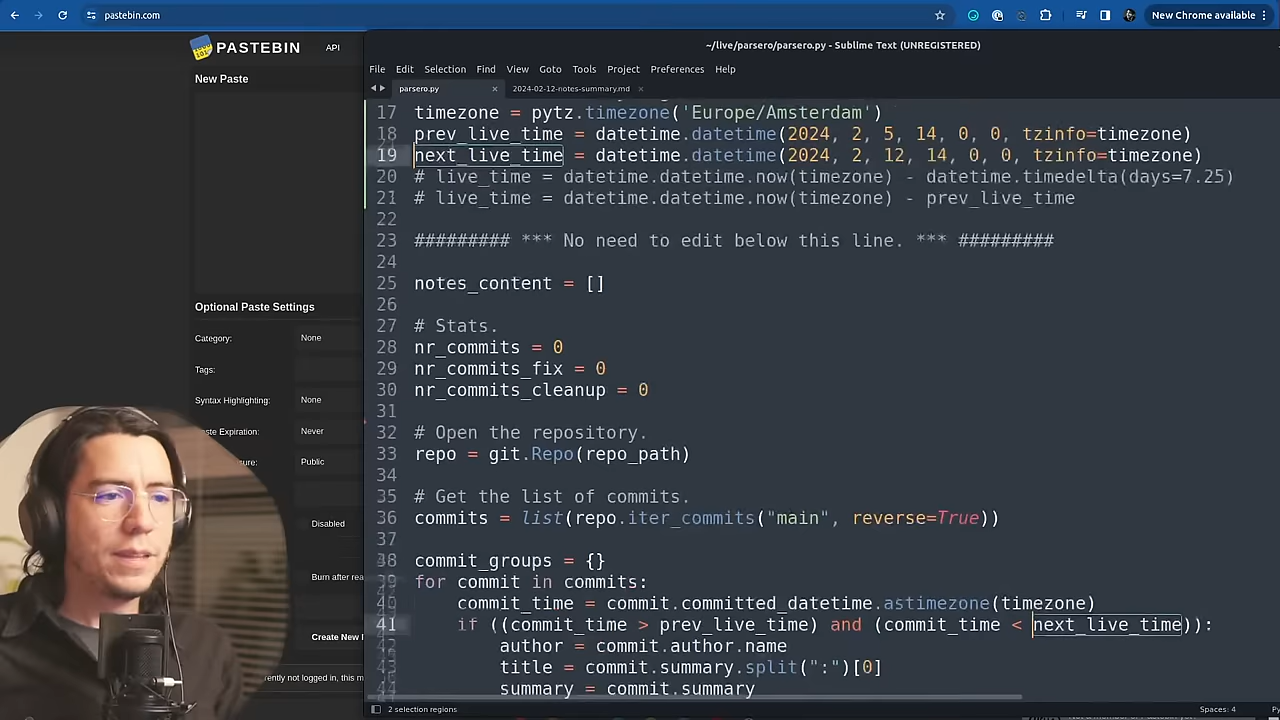 pastebin.com
New Chrome available
PASTEBIN
API
New Paste
Optional Paste Settings
Category:
None
Tags:
Syntax Highlighting:
None
Expiration:
Never
Public
Disabled
Burn after rea
Create New
not logged in, this m
~/live/parsero/parsero.py - Sublime Text (UNREGISTERED)
File Edit Selection Find View Goto Tools Project Preferences Help
parsero.py × 2024-02-12-notes-summary.md ×
17 timezone = pytz.timezone('Europe/Amsterdam')
18 prev_live_time = datetime.datetime(2024, 2, 5, 14, 0, 0, tzinfo=timezone)
19 next_live_time = datetime.datetime(2024, 2, 12, 14, 0, 0, tzinfo=timezone)
20 # live_time = datetime.datetime.now(timezone) - datetime.timedelta(days=7.25)
21 # live_time = datetime.datetime.now(timezone) - prev_live_time
22
23 ######### *** No need to edit below this line. *** #########
24
25 notes_content = []
26
27 # Stats.
28 nr_commits = 0
29 nr_commits_fix = 0
30 nr_commits_cleanup = 0
31
32 # Open the repository.
33 repo = git.Repo(repo_path)
34
35 # Get the list of commits.
36 commits = list(repo.iter_commits("main", reverse=True))
37
commit_groups = {}
for commit in commits:
commit_time = commit.committed_datetime.astimezone(timezone)
41 if ((commit_time > prev_live_time) and (commit_time < next_live_time)):
author = commit.author.name
title = commit.summary.split(":")[0]
summary = commit.summary
2 selection regions
Spaces: 4